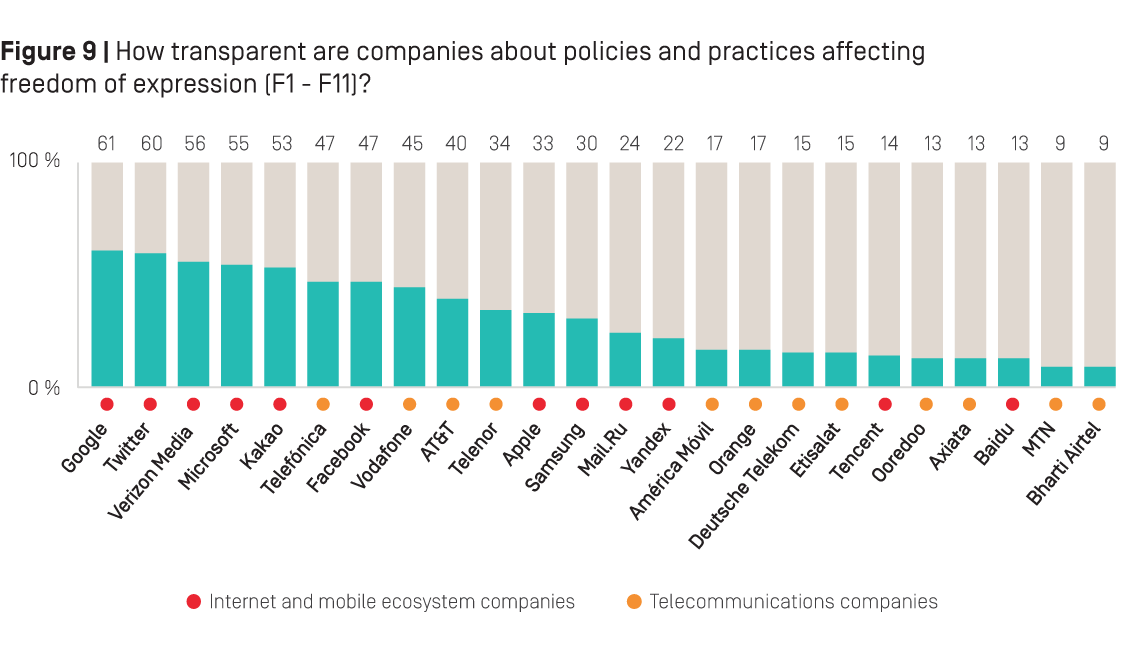 Figure 9 | How transparent are companies about policies and practices affecting
freedom of expression (F1 - F11)?
61 60 56 55 53 47 47 45 40 34 33 30 24 22 17 17 15 15 14 13 13 13 9 9
100 %
0 %
Google
Twitter
Verizon Media
Microsoft
Kakao
Telefónica
Facebook
Vodafone
AT&T
Telenor
Apple
Samsung
Mail.Ru
Yandex
América Móvil
Orange
Deutsche Telekom
Etisalat
Tencent
Ooredoo
Axiata
Baidu
MTN
Bharti Airtel
Internet and mobile ecosystem companies
Telecommunications companies